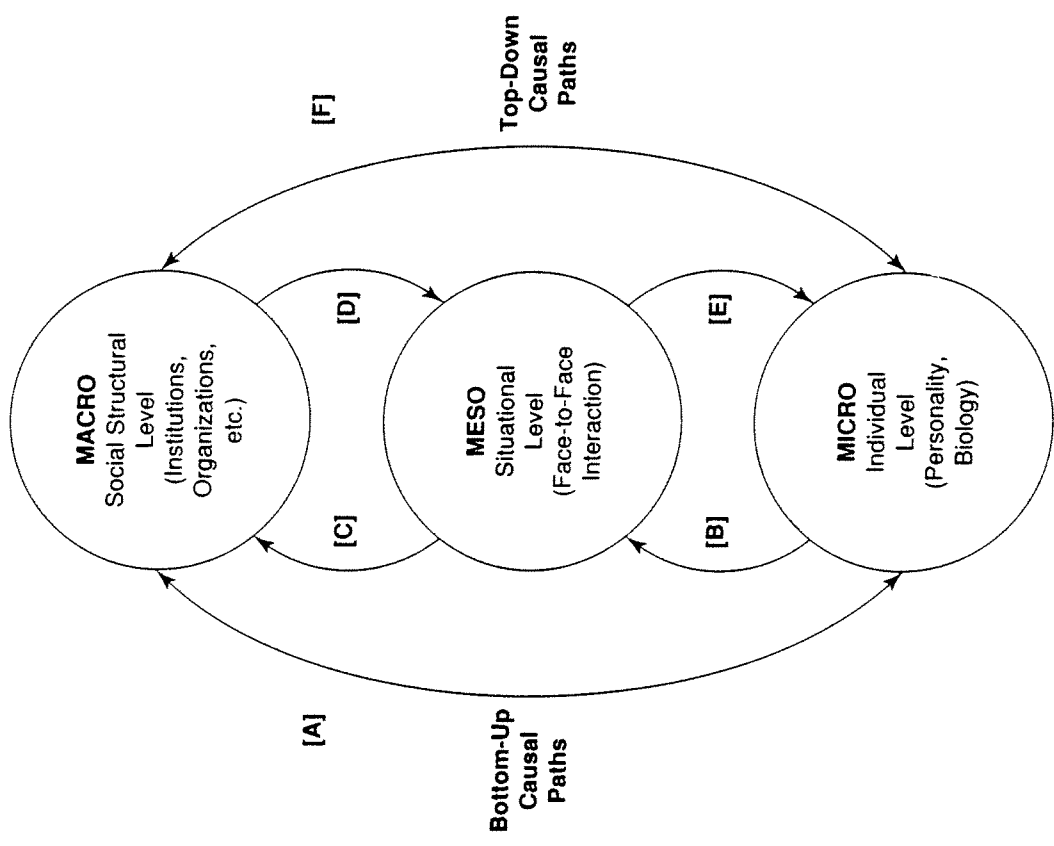 MACRO
Social Structural
Level
(Institutions,
Organizations,
etc.)
[C]
[D]
[A]
[F]
MESO
Situational
Level
(Face-to-Face
Interaction)
Bottom-Up
Causal
Paths
Top-Down
Causal
Paths
[B]
[E]
MICRO
Individual
Level
(Personality,
Biology)